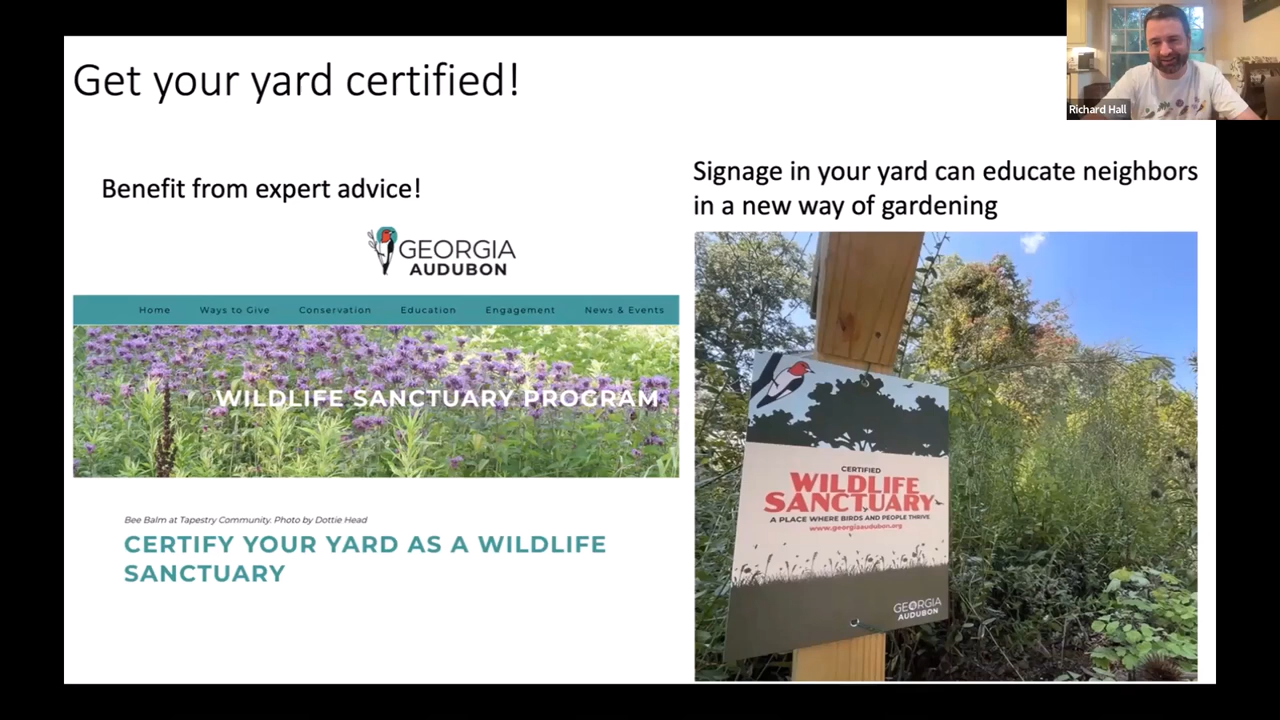 Get your yard certified!
Richard Hall
Benefit from expert advice!
GEORGIA
AUDUBON
Home Ways to Give Conservation Education Engagement News & Events
WILDLIFE SANCTUARY PROGRAM
Bee Balm at Tapestry Community. Photo by Dottie Head
CERTIFY YOUR YARD AS A WILDLIFE
SANCTUARY
Signage in your yard can educate neighbors
in a new way of gardening
CERTIFIED
WILDLIFE
SANCTUARY
A PLACE WHERE BIRDS AND PEOPLE THRIVE
www.georgiaaudubon.org
GEORGIA
AUDUBON